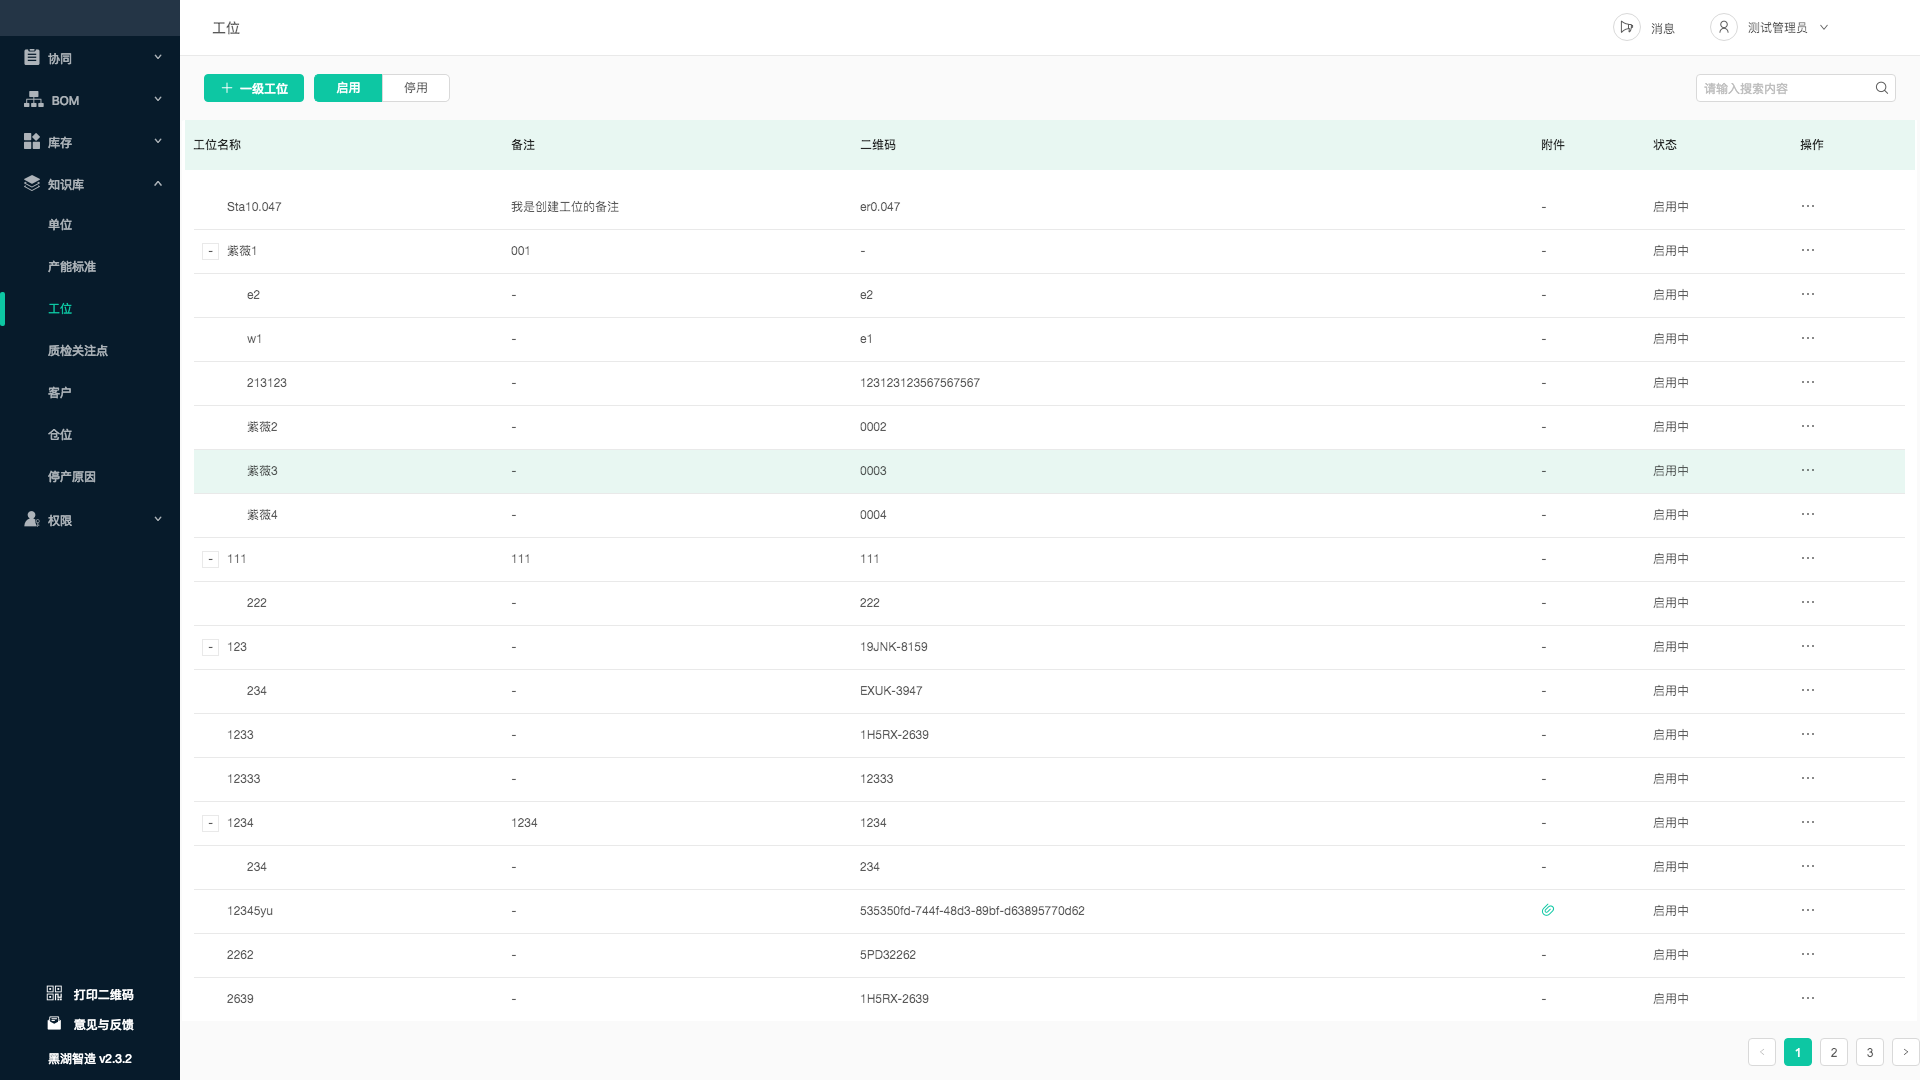 工位
消息
测试管理员
协同
BOM
库存
知识库
单位
产能标准
工位
质检关注点
客户
仓位
停产原因
权限
打印二维码
意见与反馈
黑湖智造 v2.3.2
一级工位 启用 停用
请输入搜索内容
工位名称 备注 二维码 附件 状态 操作
Sta10.047 我是创建工位的备注 er0.047 - 启用中 ···
- 紫薇1 001 - - 启用中 ···
e2 - e2 - 启用中 ···
w1 - e1 - 启用中 ···
213123 - 123123123567567567 - 启用中 ···
紫薇2 - 0002 - 启用中 ···
紫薇3 - 0003 - 启用中 ···
紫薇4 - 0004 - 启用中 ···
- 111 111 111 - 启用中 ···
222 - 222 - 启用中 ···
- 123 - 19JNK-8159 - 启用中 ···
234 - EXUK-3947 - 启用中 ···
1233 - 1H5RX-2639 - 启用中 ···
12333 - 12333 - 启用中 ···
- 1234 1234 1234 - 启用中 ···
234 - 234 - 启用中 ···
12345yu - 535350fd-744f-48d3-89bf-d63895770d62 启用中 ···
2262 - 5PD32262 - 启用中 ···
2639 - 1H5RX-2639 - 启用中 ···
< 1 2 3 >